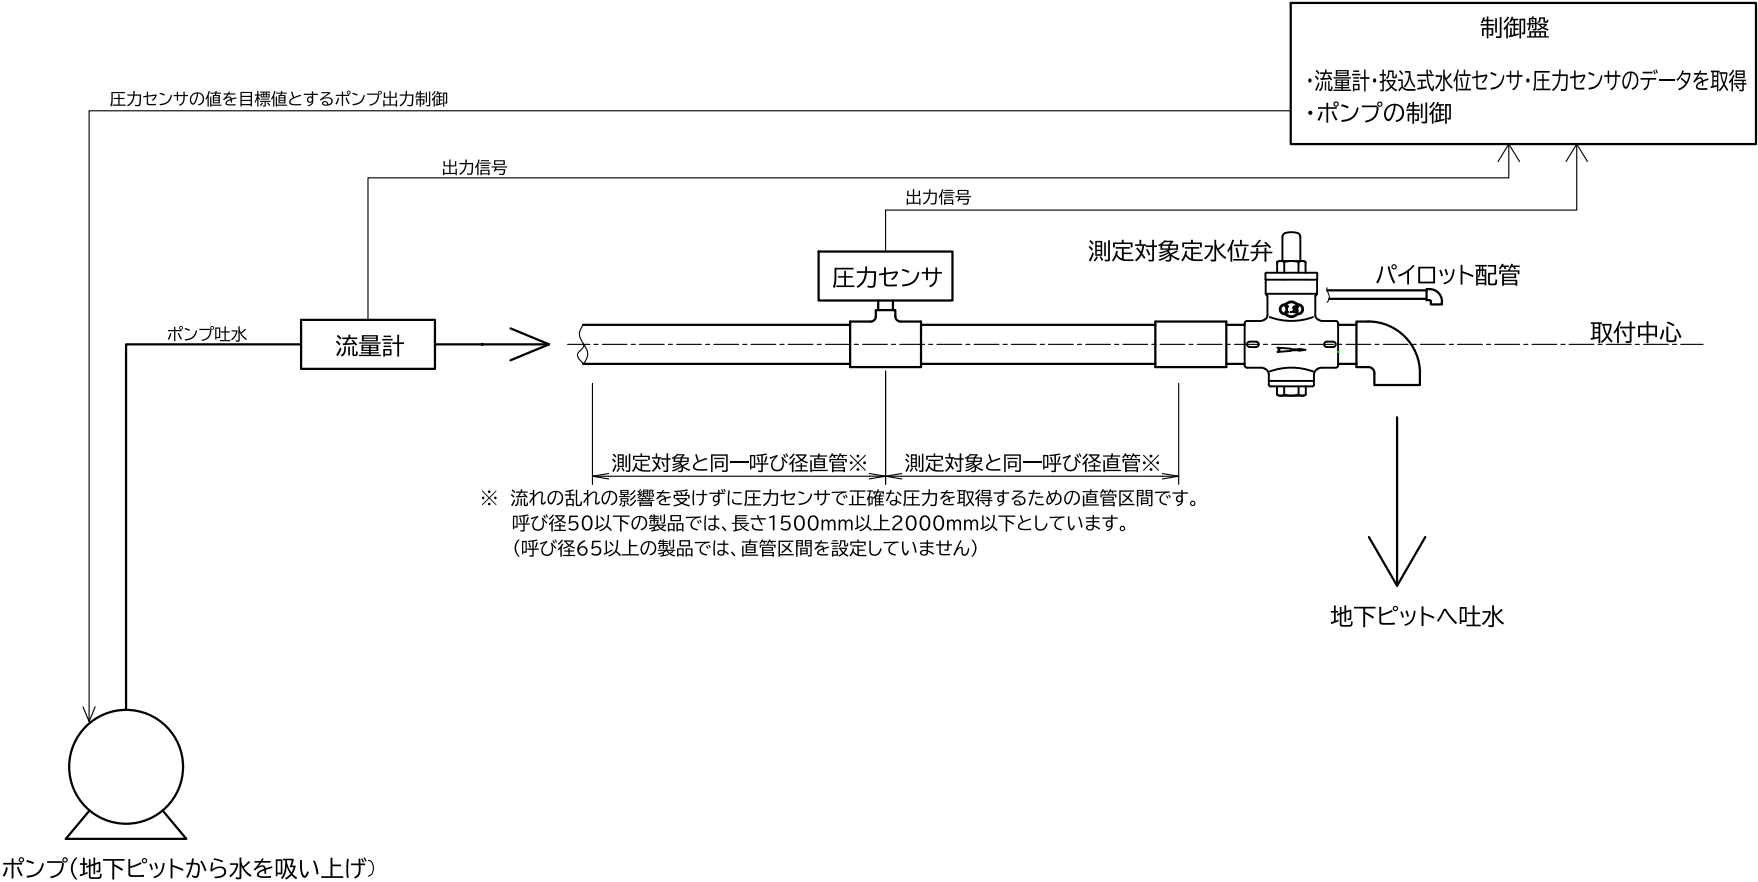 制御盤
・流量計・投込式水位センサ・圧力センサのデータを取得
・ポンプの制御
圧力センサの値を目標値とするポンプ出力制御
出力信号
出力信号
測定対象定水位弁
パイロット配管
圧力センサ
ポンプ吐水
流量計
取付中心
測定対象と同一呼び径直管※
測定対象と同一呼び径直管※
※ 流れの乱れの影響を受けずに圧力センサで正確な圧力を取得するための直管区間です。
呼び径50以下の製品では、長さ1500mm以上2000mm以下としています。
（呼び径65以上の製品では、直管区間を設定していません）
地下ピットへ吐水
ポンプ（地下ピットから水を吸い上げ）